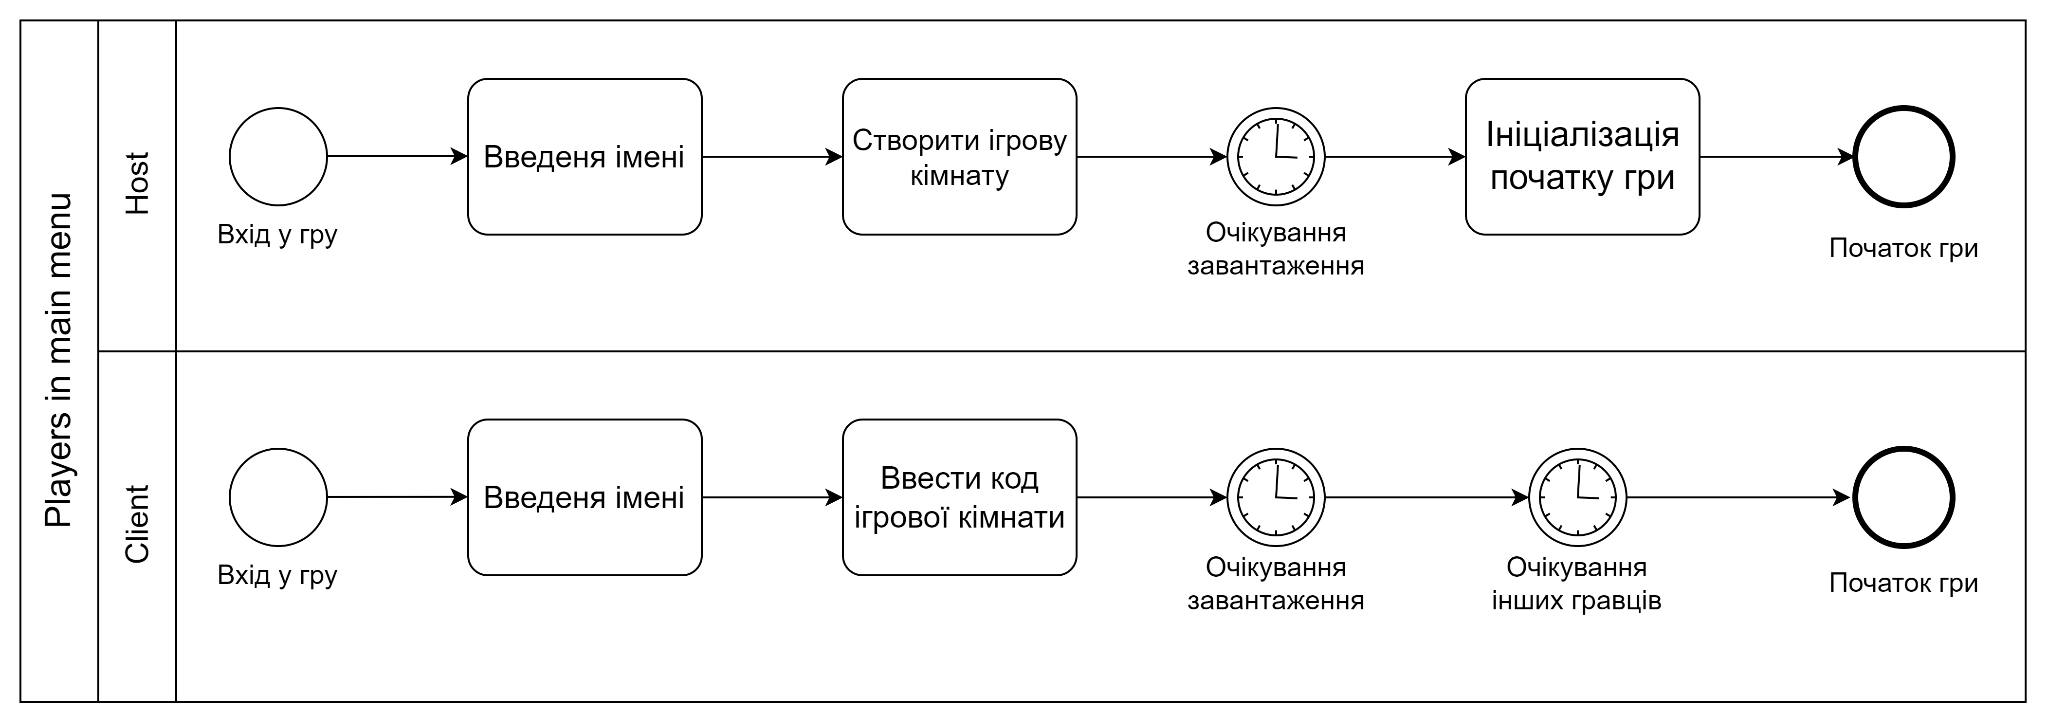 Players in main menu
Host
Вхід у гру
Введеня імені
Створити ігрову
кімнату
Очікування
завантаження
Ініціалізація
початку гри
Початок гри
Client
Вхід у гру
Введеня імені
Ввести код
ігрової кімнати
Очікування
завантаження
Очікування
інших гравців
Початок гри